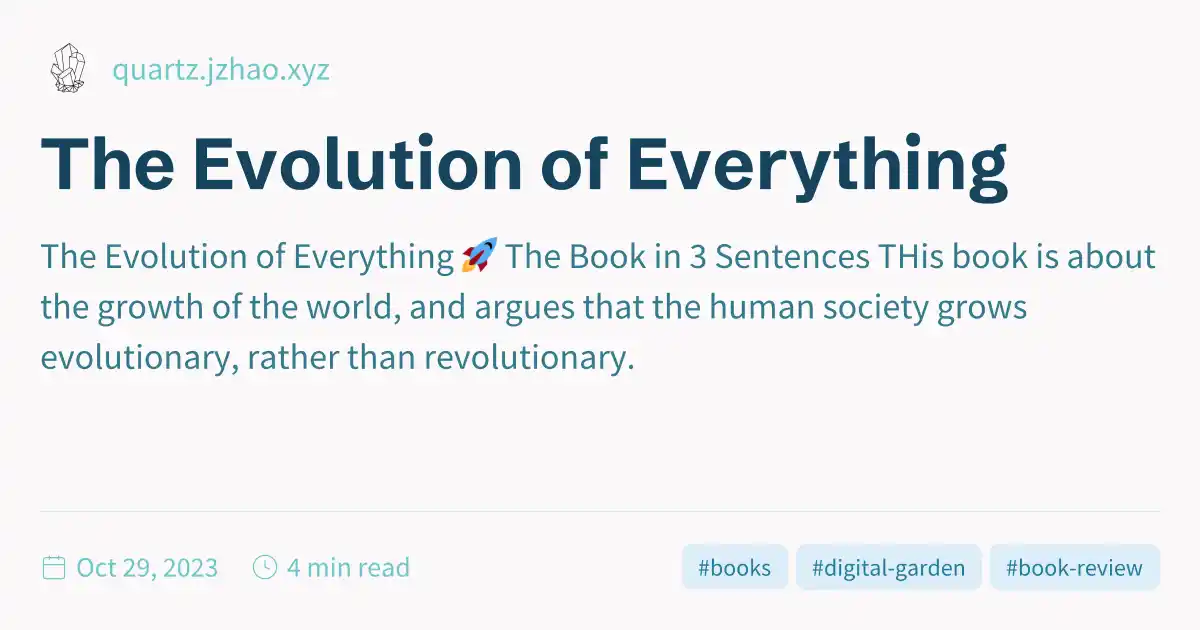 quartz.jzhao.xyz
The Evolution of Everything
The Evolution of Everything 🚀 The Book in 3 Sentences THis book is about
the growth of the world, and argues that the human society grows
evolutionary, rather than revolutionary.
Oct 29, 2023 4 min read #books #digital-garden #book-review